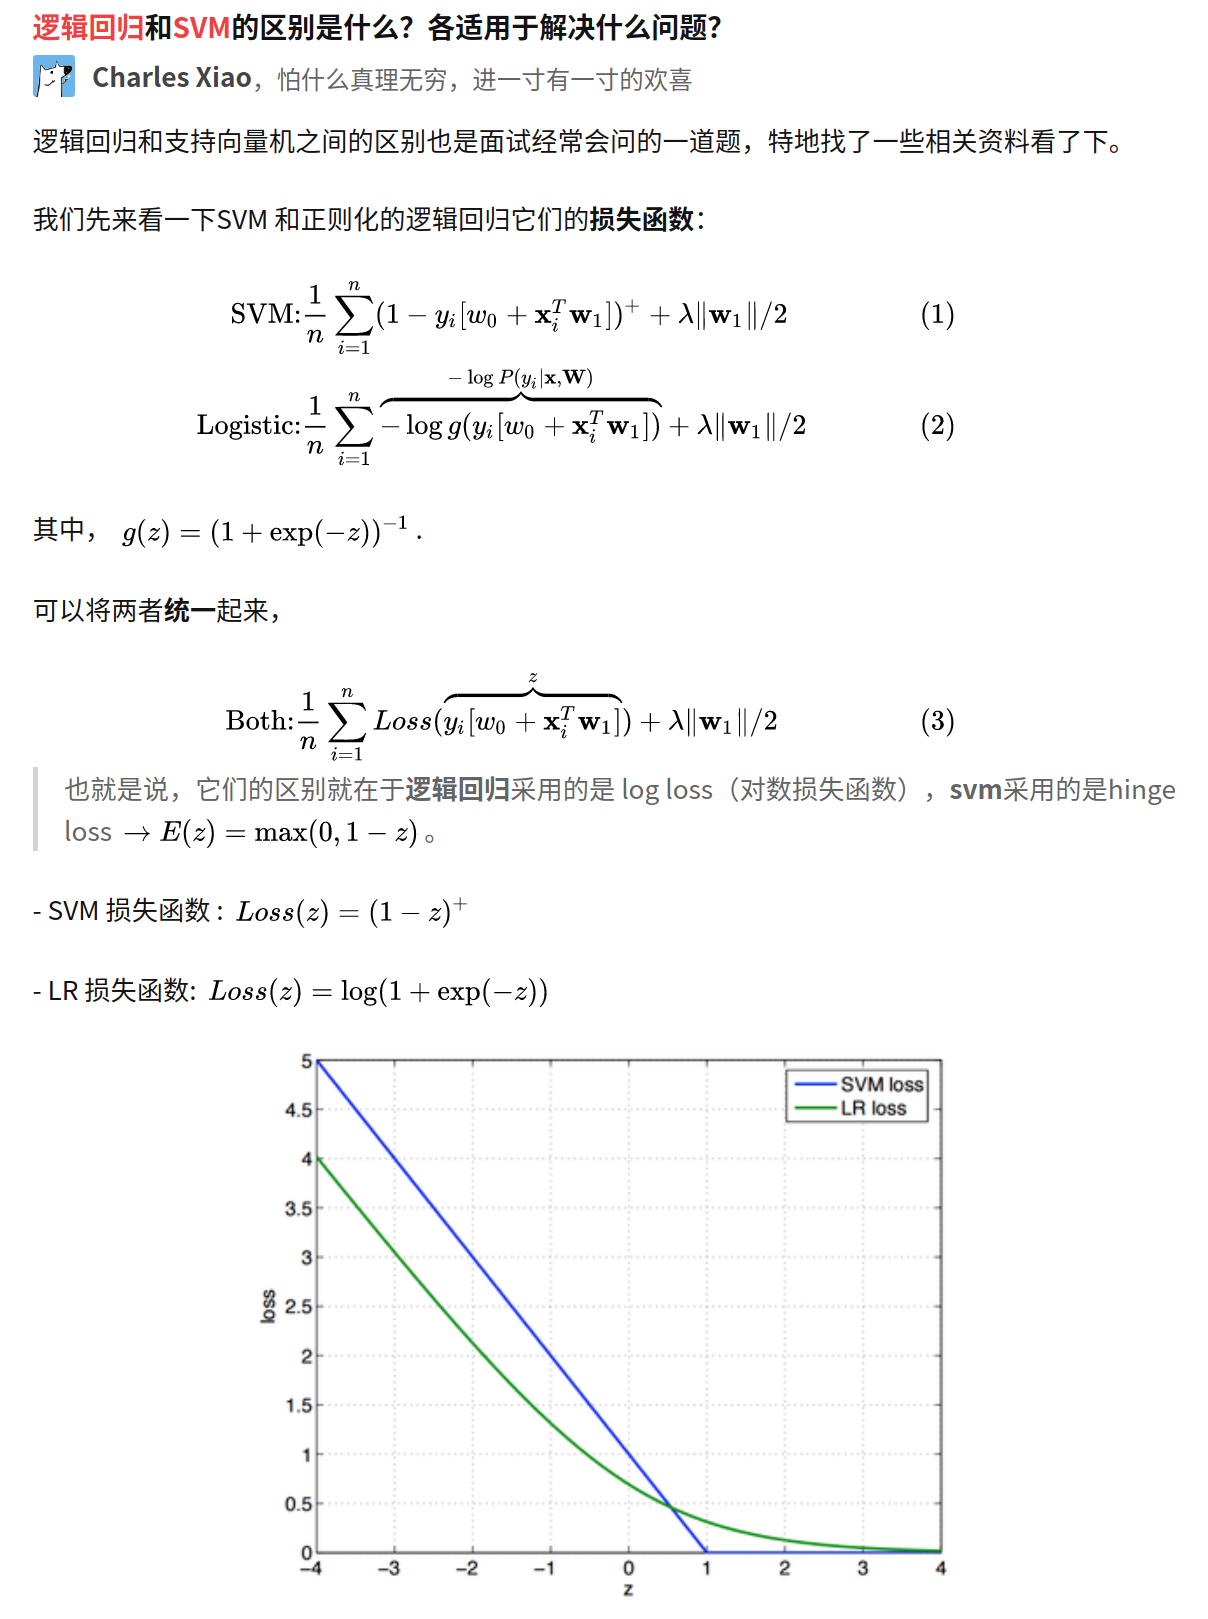 逻辑回归和SVM的区别是什么？各适用于解决什么问题？
Charles Xiao，怕什么真理无穷，进一寸有一寸的欢喜
逻辑回归和支持向量机之间的区别也是面试经常会问的一道题，特地找了一些相关资料看了下。
我们先来看一下SVM 和正则化的逻辑回归它们的损失函数：
SVM: \frac{1}{n} \sum_{i=1}^{n} (1 - y_i[w_0 + \mathbf{x}_i^T \mathbf{w}_1])^+ + λ‖\mathbf{w}_1‖/2 (1)
Logistic: \frac{1}{n} \sum_{i=1}^{n} \overbrace{-\log g(y_i[w_0 + \mathbf{x}_i^T \mathbf{w}_1])}^{-\log P(y_i|\mathbf{x},\mathbf{W})} + λ‖\mathbf{w}_1‖/2 (2)
其中， g(z) = (1 + exp(−z))^{−1} .
可以将两者统一起来，
Both: \frac{1}{n} \sum_{i=1}^{n} Loss(\overbrace{y_i[w_0 + \mathbf{x}_i^T \mathbf{w}_1]}^{z}) + λ‖\mathbf{w}_1‖/2 (3)
也就是说，它们的区别就在于逻辑回归采用的是 log loss（对数损失函数），svm采用的是hinge
loss → E(z) = max(0, 1 − z) 。
- SVM 损失函数 : Loss(z) = (1 − z)^+
- LR 损失函数: Loss(z) = log(1 + exp(−z))
5
SVM loss
LR loss
4.5
4
3.5
3
loss
2.5
2
1.5
1
0.5
0
−4 −3 −2 −1 0 1 2 3 4
z